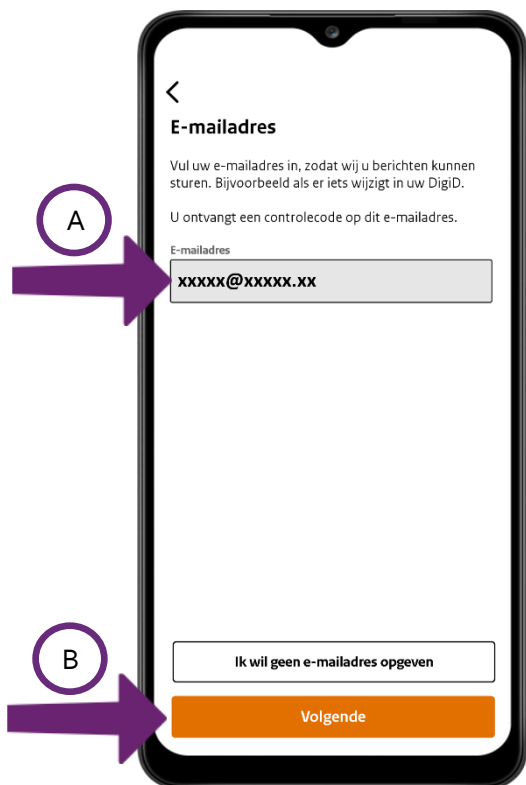 E-mailadres
Vul uw e-mailadres in, zodat wij u berichten kunnen
sturen. Bijvoorbeeld als er iets wijzigt in uw DigiD.
A
U ontvangt een controlecode op dit e-mailadres.
E-mailadres
xxxxx@xxxxx.xx
B
Ik wil geen e-mailadres opgeven
Volgende